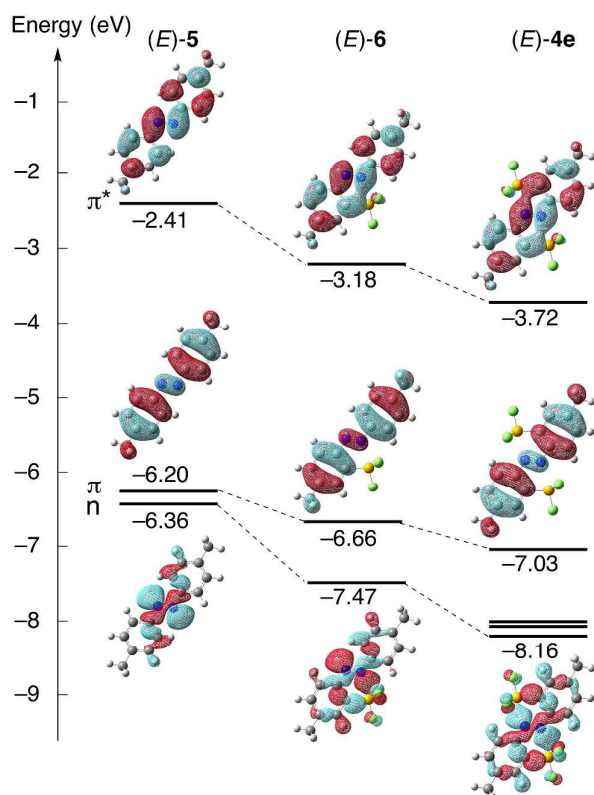 Energy (eV)
(E)-5
(E)-6
(E)-4e
–1
–2
–3
–4
–5
–6
–7
–8
–9
π*
–2.41
–3.18
–3.72
π
n
–6.20
–6.36
–6.66
–7.47
–7.03
–8.16